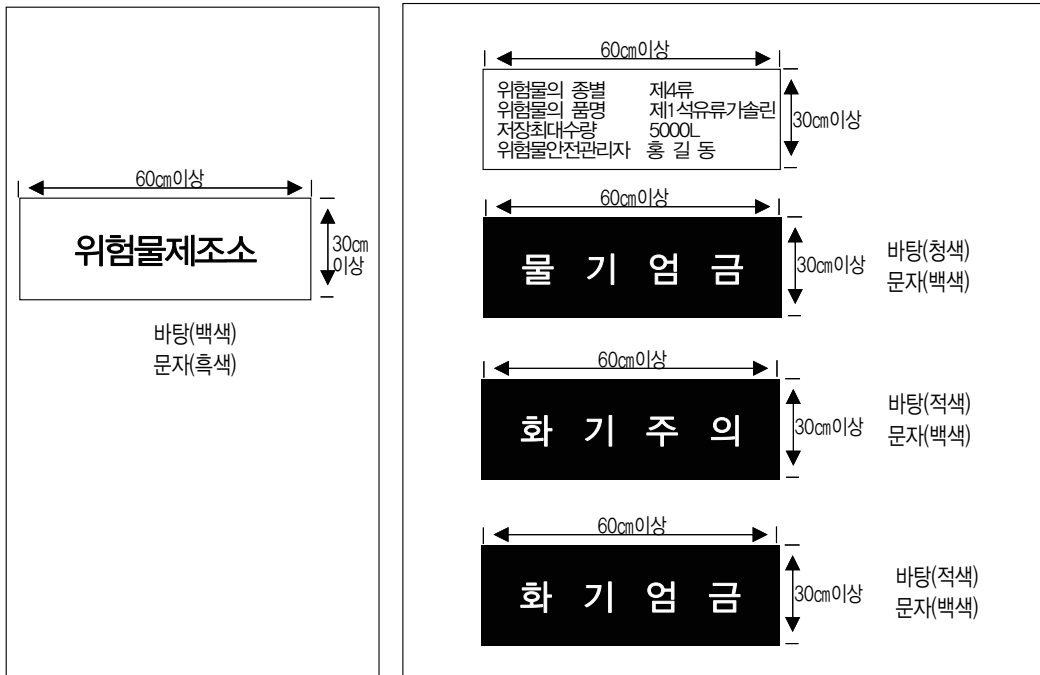 60㎝이상
위험물제조소
30㎝
이상
바탕(백색)
문자(흑색)
60㎝이상
위험물의 종별 제4류
위험물의 품명 제1석유류기솔린
저장최대수량 5000L
위험물안전관리자 홍 길 동
30㎝이상
60㎝이상
물 기 엄 금
30㎝이상
바탕(청색)
문자(백색)
60㎝이상
화 기 주 의
30㎝이상
바탕(적색)
문자(백색)
60㎝이상
화 기 엄 금
30㎝이상
바탕(적색)
문자(백색)